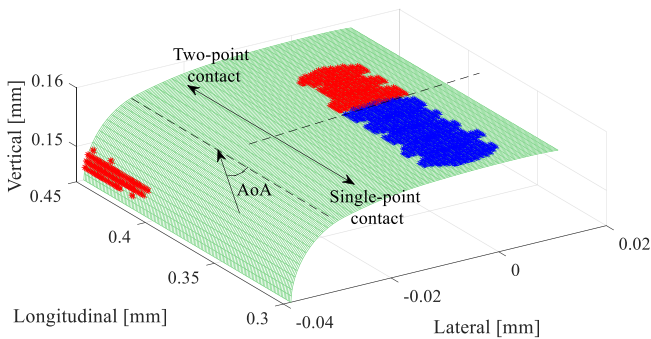 Two-point
contact
0.16
Vertical [mm]
0.15
0.45
AoA
Single-point
contact
0.4
0.02
0.35
0
Longitudinal [mm]
0.3
-0.02
-0.04
Lateral [mm]